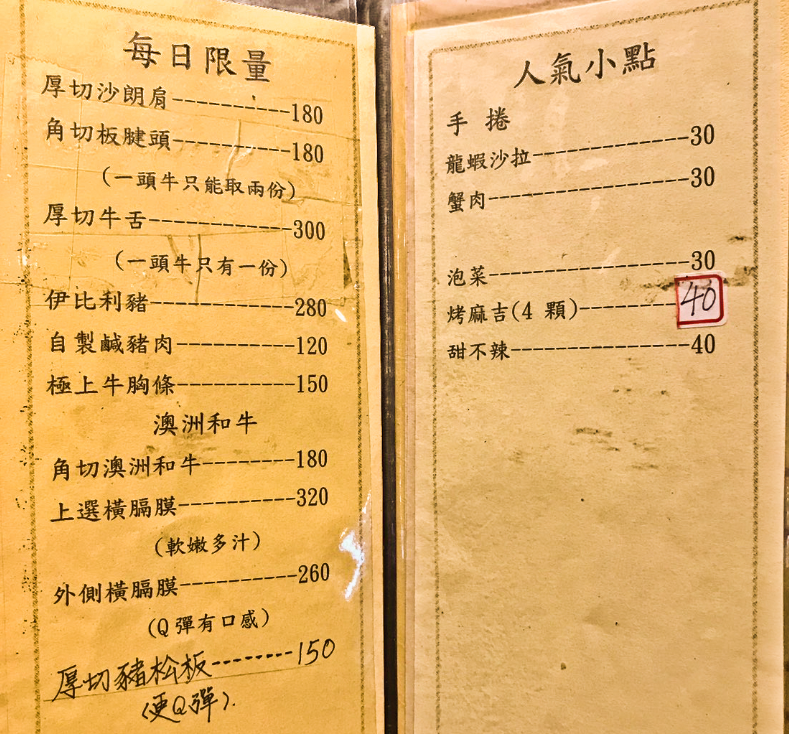 每日限量
厚切沙朗肩------------180
角切板腱頭------------180
(一頭牛只能取兩份)
厚切牛舌---------------300
(一頭牛只有一份)
伊比利豬---------------280
自製鹹豬肉------------120
極上牛胸條------------150
澳洲和牛
角切澳洲和牛---------180
上選橫膈膜------------320
(軟嫩多汁)
外側橫膈膜------------260
(Q彈有口感)
厚切豬松板--------150
(更Q彈).
人氣小點
手 捲
龍蝦沙拉----------------30
蟹肉---------------------30
泡菜---------------------30
烤麻吉(4 顆)----------40
甜不辣-------------------40